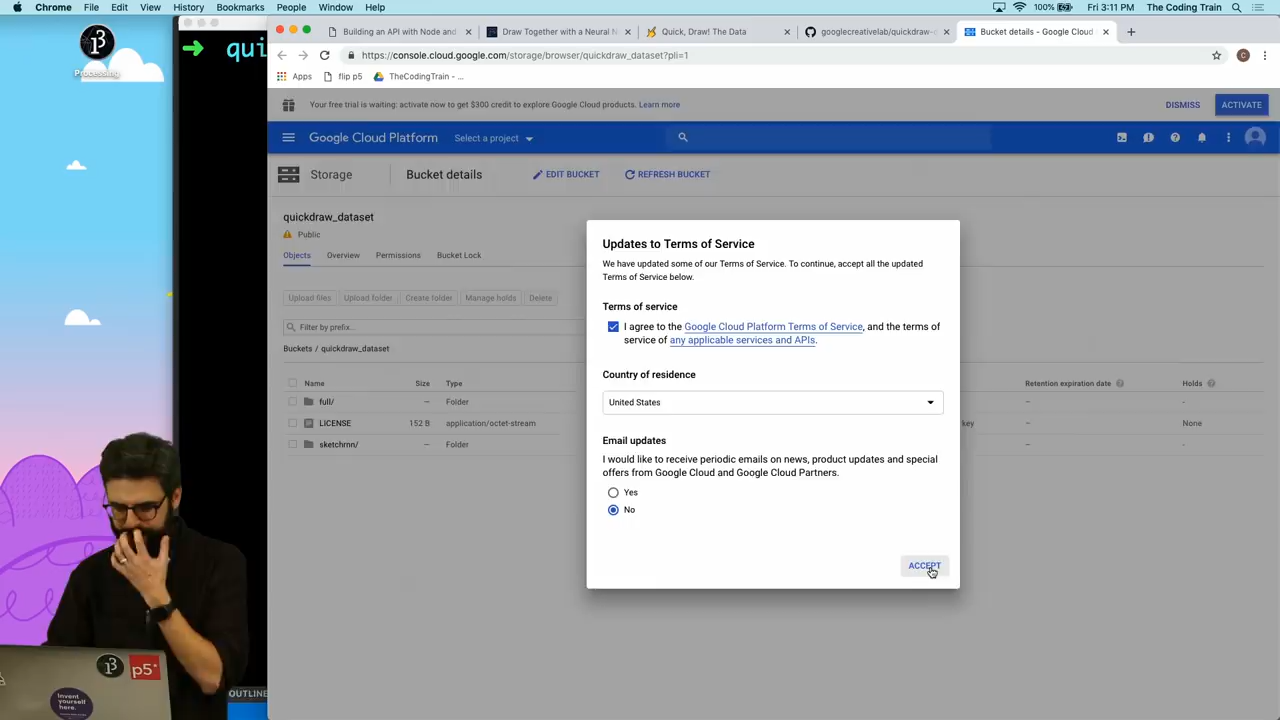 Chrome File Edit View History Bookmarks People Window Help
100% Fri 3:11 PM The Coding Train
Processing
qui
Building an API with Node and
Draw Together with a Neural N
Quick, Draw! The Data
googlecreativelab/quickdraw-
Bucket details - Google Cloud
https://console.cloud.google.com/storage/browser/quickdraw_dataset?pli=1
C
Apps flip p5 TheCodingTrain - ...
Your free trial is waiting: activate now to get $300 credit to explore Google Cloud products. Learn more
DISMISS ACTIVATE
Google Cloud Platform Select a project
Storage Bucket details EDIT BUCKET REFRESH BUCKET
quickdraw_dataset
Public
Objects Overview Permissions Bucket Lock
Upload files Upload folder Create folder Manage holds Delete
Filter by prefix...
Buckets / quickdraw_dataset
Name Size Type Retention expiration date Holds
full/ – Folder – -
LICENSE 152 B application/octet-stream key – None
sketchrnn/ – Folder – -
Updates to Terms of Service
We have updated some of our Terms of Service. To continue, accept all the updated
Terms of Service below.
Terms of service
I agree to the Google Cloud Platform Terms of Service, and the terms of
service of any applicable services and APIs.
Country of residence
United States
Email updates
I would like to receive periodic emails on news, product updates and special
offers from Google Cloud and Google Cloud Partners.
Yes
No
ACCEPT
p5*
Invent
yourself
here.
OUTLINE